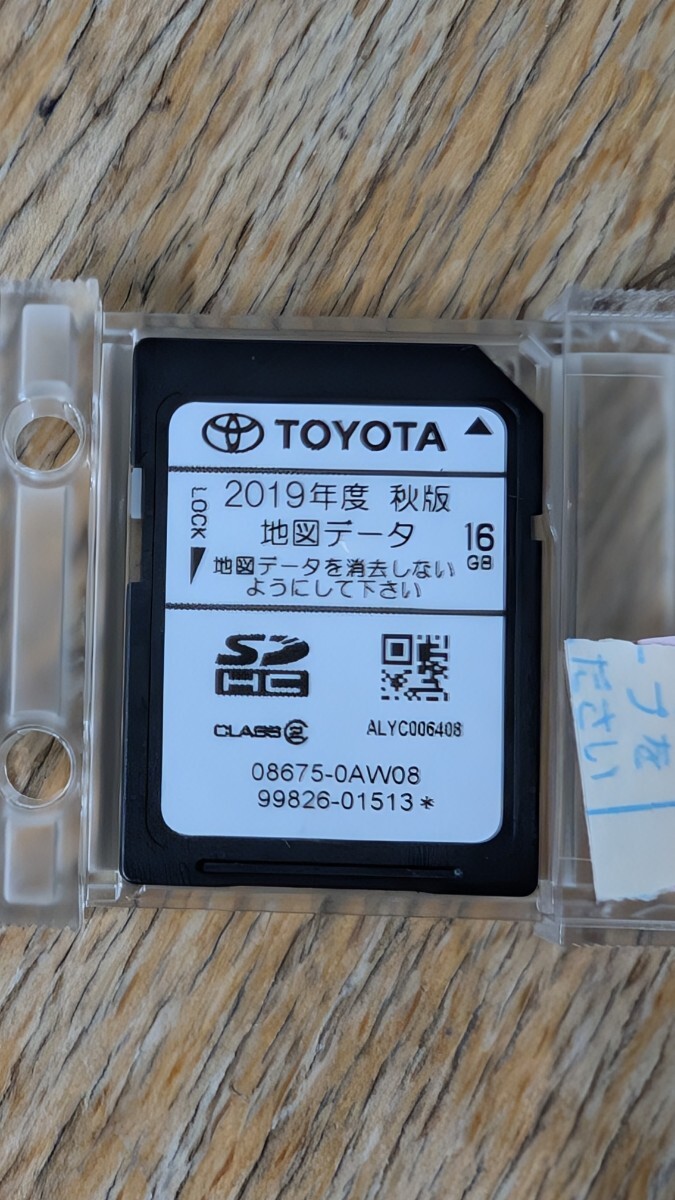 TOYOTA
LOCK
2019年度 秋版
地図データ
16
GB
地図データを消去しない
ようにして下さい
SD
HC
CLASS 2
ALYC006408
08675-0AW08
99826-01513*
ださい